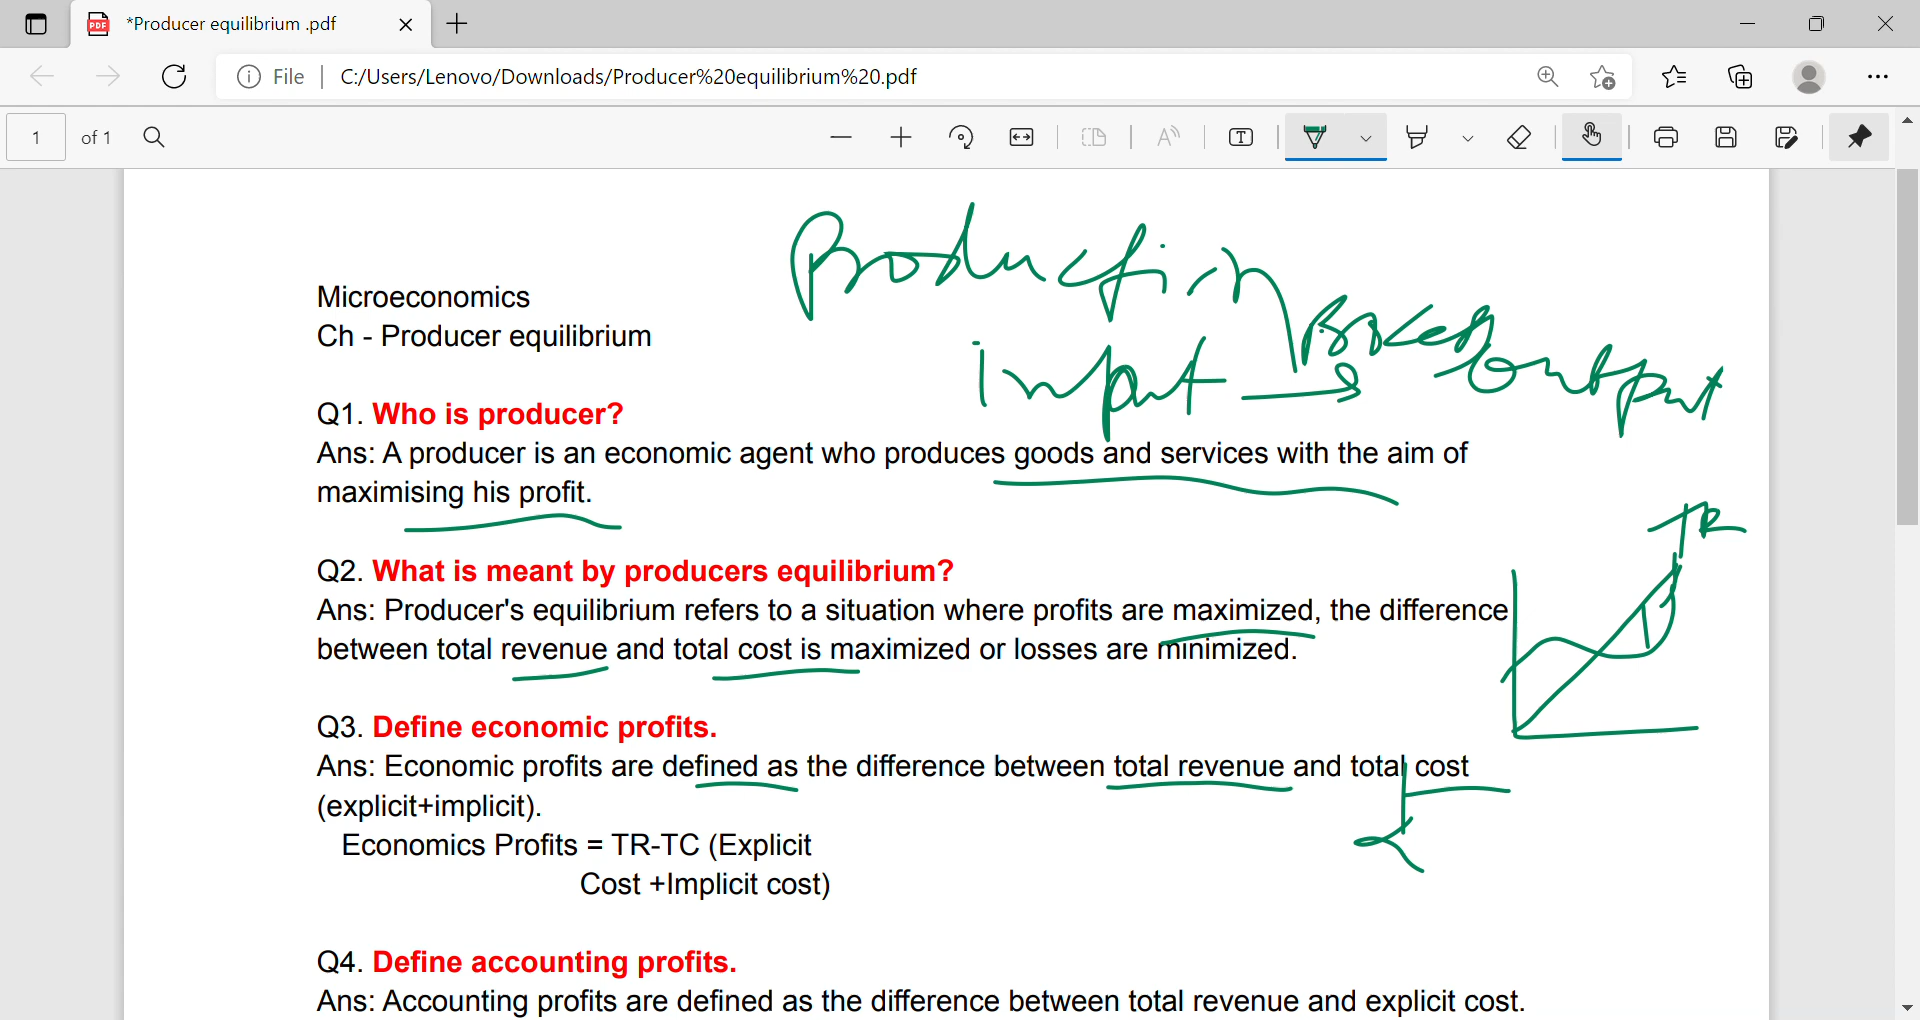 *Producer equilibrium .pdf
File C:/Users/Lenovo/Downloads/Producer%20equilibrium%20.pdf
1 of 1
Production
input → output
Microeconomics
Ch - Producer equilibrium
Q1. Who is producer?
Ans: A producer is an economic agent who produces goods and services with the aim of
maximising his profit.
TR
Q2. What is meant by producers equilibrium?
Ans: Producer's equilibrium refers to a situation where profits are maximized, the difference
between total revenue and total cost is maximized or losses are minimized.
Q3. Define economic profits.
Ans: Economic profits are defined as the difference between total revenue and total cost
(explicit+implicit).
Economics Profits = TR-TC (Explicit
Cost +Implicit cost)
Q4. Define accounting profits.
Ans: Accounting profits are defined as the difference between total revenue and explicit cost.